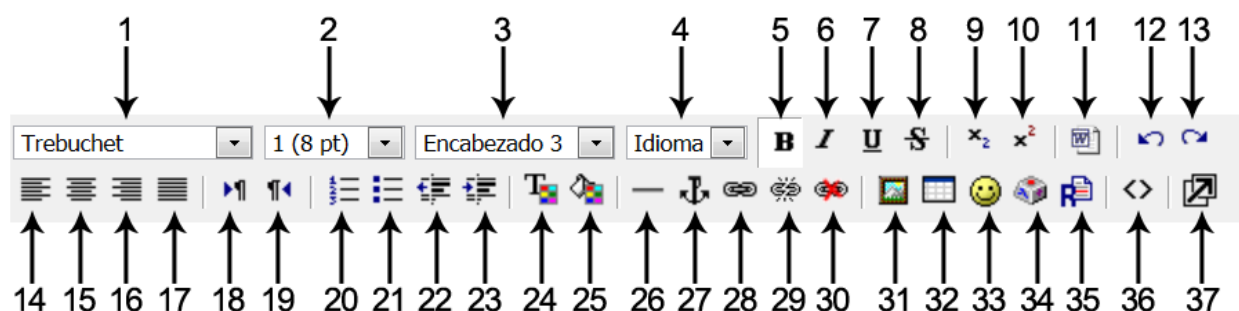 1 2 3 4 5 6 7 8 9 10 11 12 13
Trebuchet 1 (8 pt) Encabezado 3 Idioma B I U S x₂ x² W
T R <>
14 15 16 17 18 19 20 21 22 23 24 25 26 27 28 29 30 31 32 33 34 35 36 37